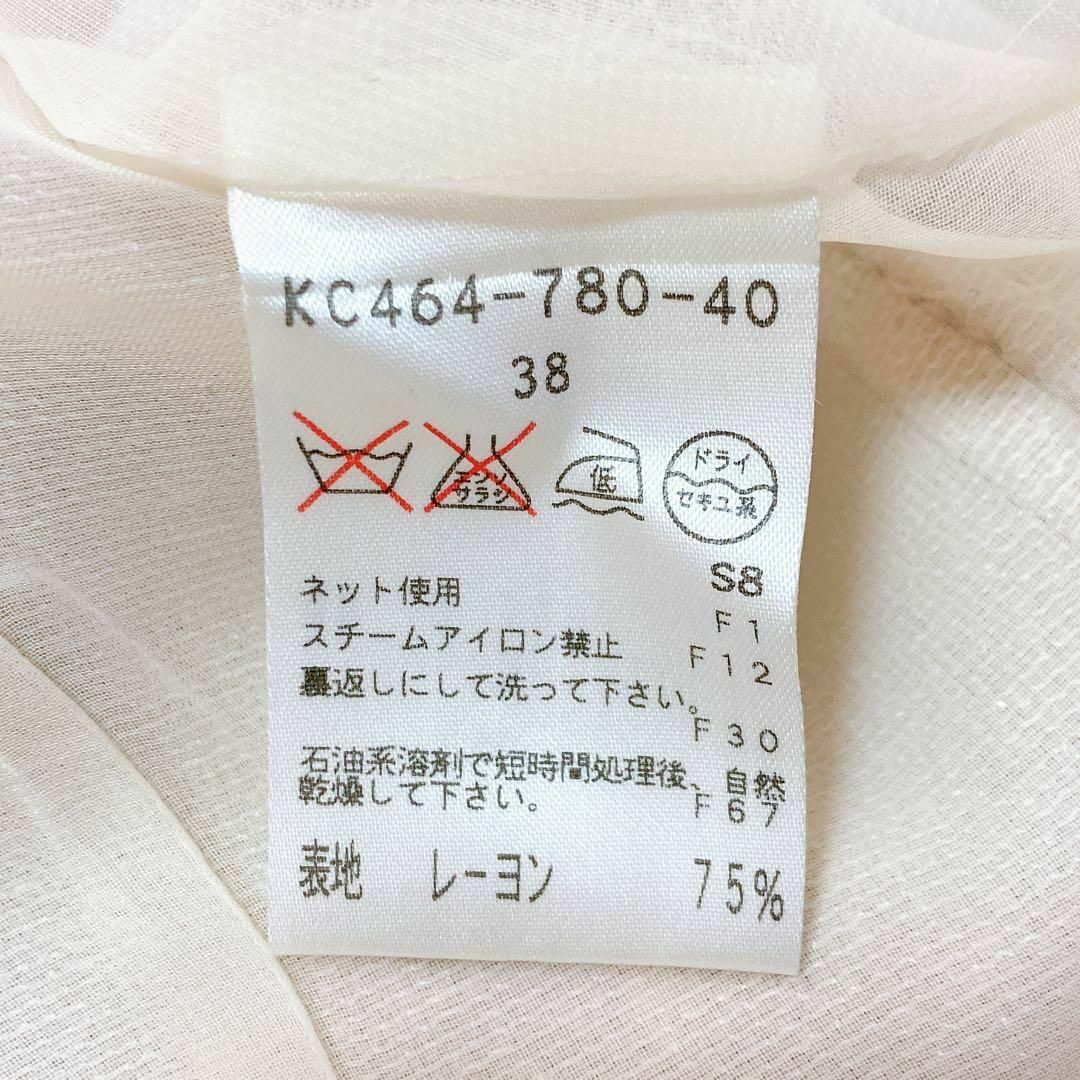 KC464-780-40
38
エンソ
サラシ
低
ドライ
セキユ系
S8
ネット使用
F1
スチームアイロン禁止
F12
裏返しにして洗って下さい。
F30
石油系溶剤で短時間処理後、自然
乾燥して下さい。
F67
表地 レーヨン 75%